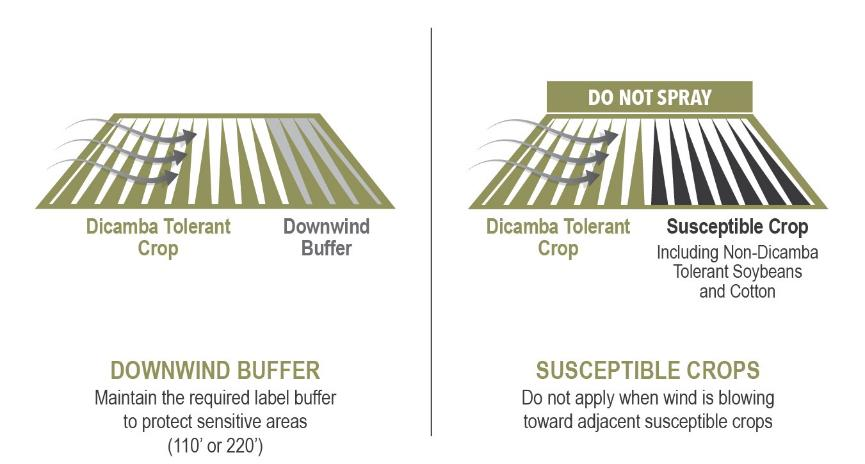 Dicamba Tolerant
Crop
Downwind
Buffer
DOWNWIND BUFFER
Maintain the required label buffer
to protect sensitive areas
(110' or 220')
DO NOT SPRAY
Dicamba Tolerant
Crop
Susceptible Crop
Including Non-Dicamba
Tolerant Soybeans
and Cotton
SUSCEPTIBLE CROPS
Do not apply when wind is blowing
toward adjacent susceptible crops